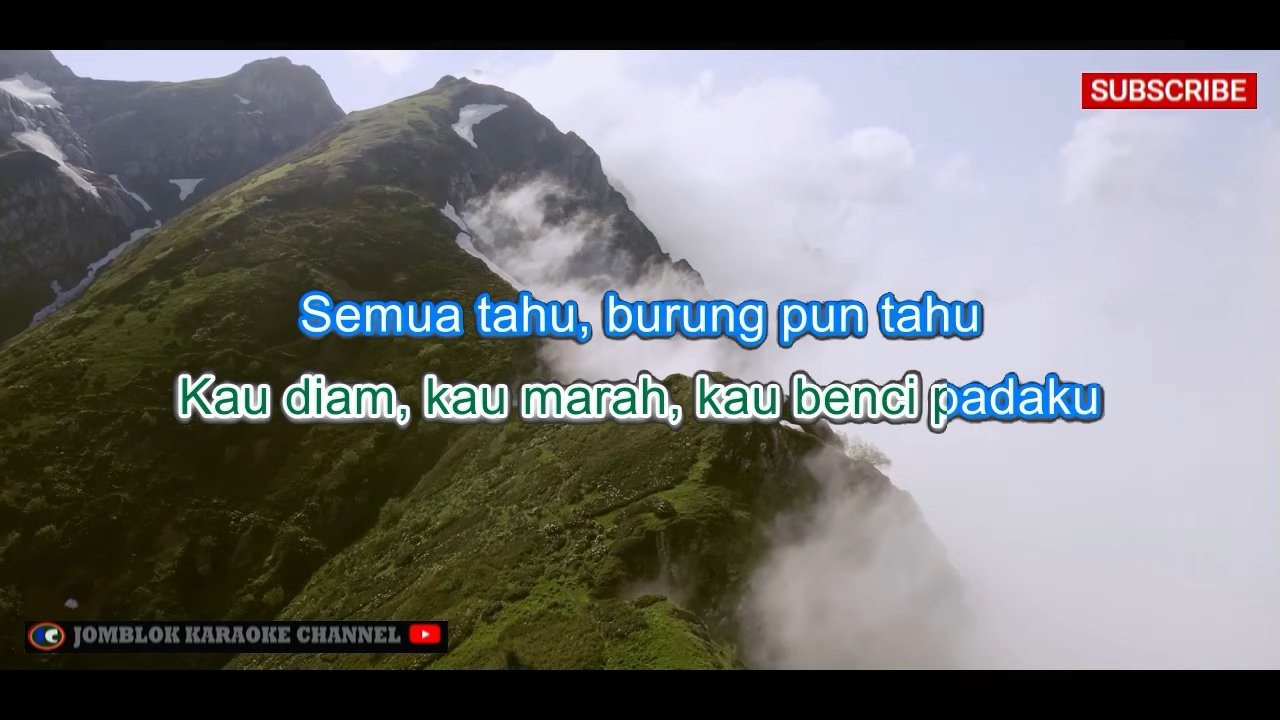 SUBSCRIBE
Semua tahu, burung pun tahu
Kau diam, kau marah, kau benci padaku
JOMBLOK KARAOKE CHANNEL